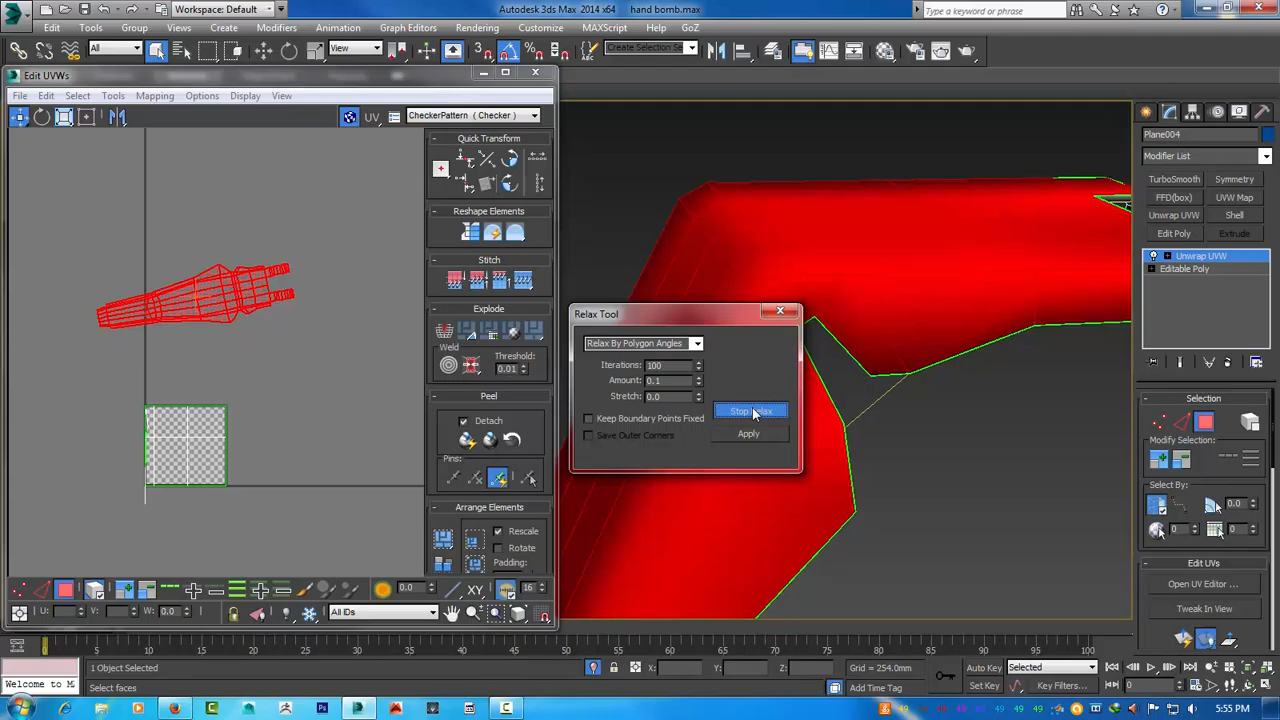 Workspace: Default
Autodesk 3ds Max 2014 x64
hand bomb.max
Type a keyword or phrase
Edit
Tools
Group
Views
Create
Modifiers
Animation
Graph Editors
Rendering
Customize
MAXScript
Help
GoZ
All
View
Create Selection Se
Edit UVWs
File
Edit
Select
Tools
Mapping
Options
Display
View
UV
CheckerPattern ( Checker )
Quick Transform
Reshape Elements
Stitch
Explode
Weld
Threshold:
0.01
Peel
Detach
Pins:
Arrange Elements
Rescale
Rotate
Padding:
0.0
XY
16
U:
V:
W: 0.0
All IDs
Relax Tool
Relax By Polygon Angles
Iterations: 100
Amount: 0.1
Stretch: 0.0
Stop Relax
Keep Boundary Points Fixed
Save Outer Corners
Apply
Plane004
Modifier List
TurboSmooth
Symmetry
FFD(box)
UVW Map
Unwrap UVW
Shell
Edit Poly
Extrude
Unwrap UVW
Editable Poly
Selection
Modify Selection:
Select By:
0.0
0
0
Edit UVs
Open UV Editor ...
Tweak In View
0 5 10 15 20 25 30 35 40 45 50 55 60 65 70 75 80 85 90 95 100
1 Object Selected
X:
Y:
Z:
Grid = 254.0mm
Auto Key
Selected
Welcome to M
Select faces
Add Time Tag
Set Key
Key Filters...
0
5:55 PM